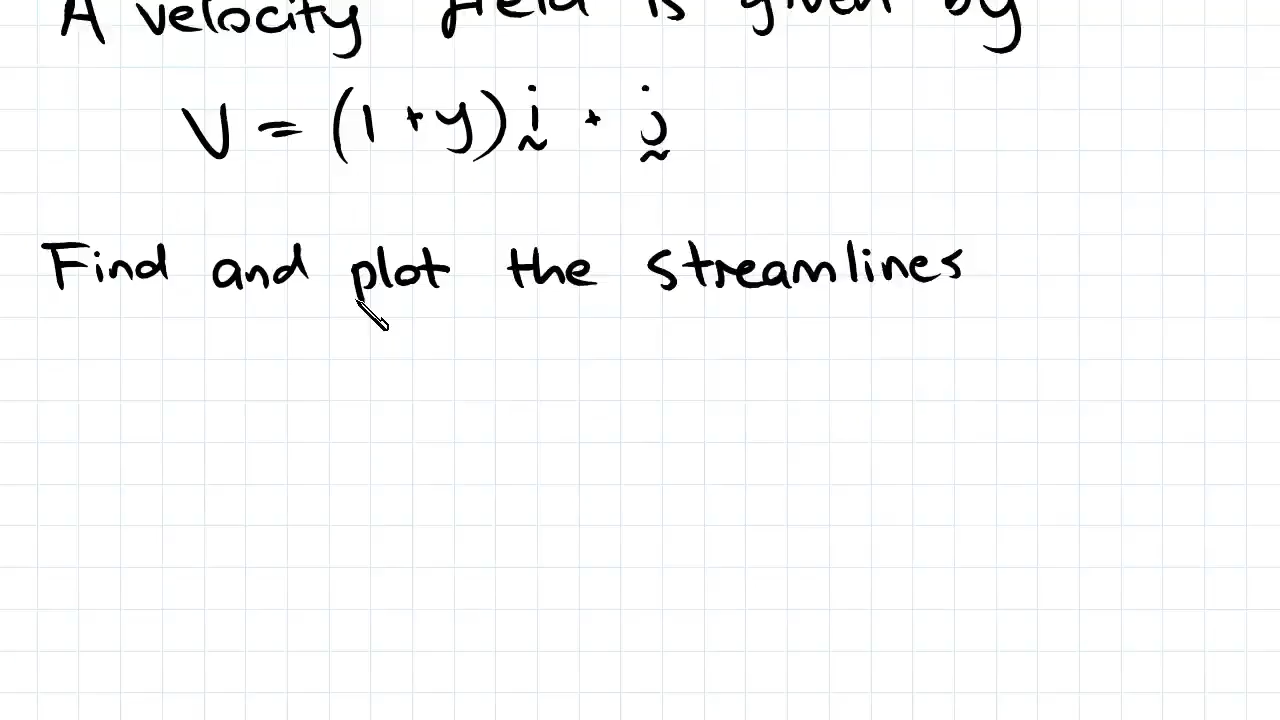 A velocity field is given by
V = (1+y)i + j
Find and plot the streamlines